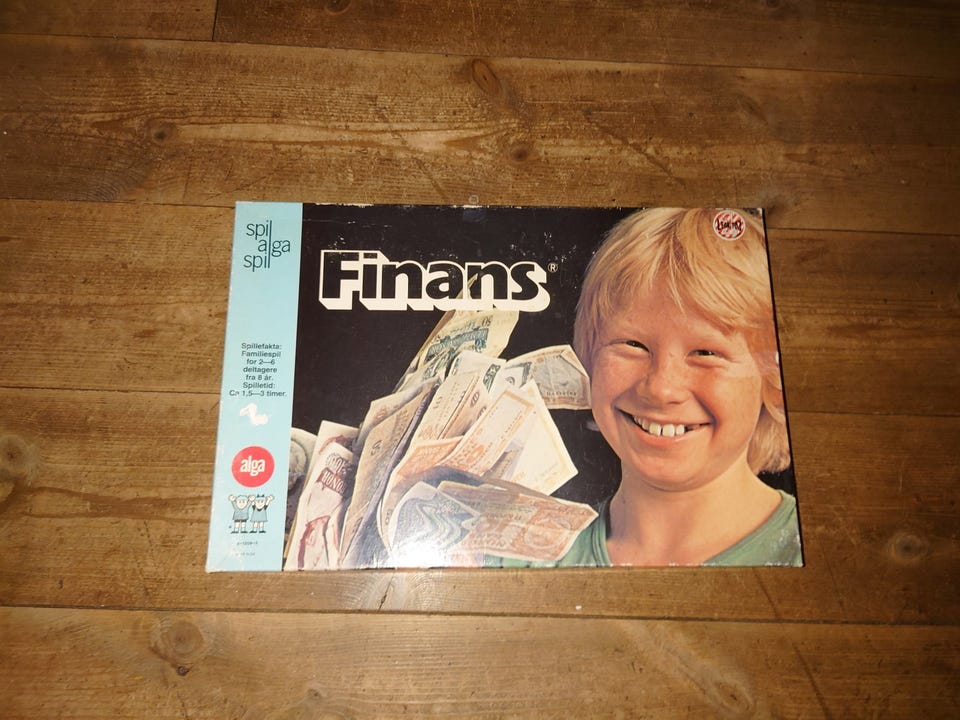 spil
alga
spil
Finans®
Spillefakta:
Familiespil
for 2—6
deltagere
fra 8 år.
Spilletid:
Ca 1,5—3 timer.
alga